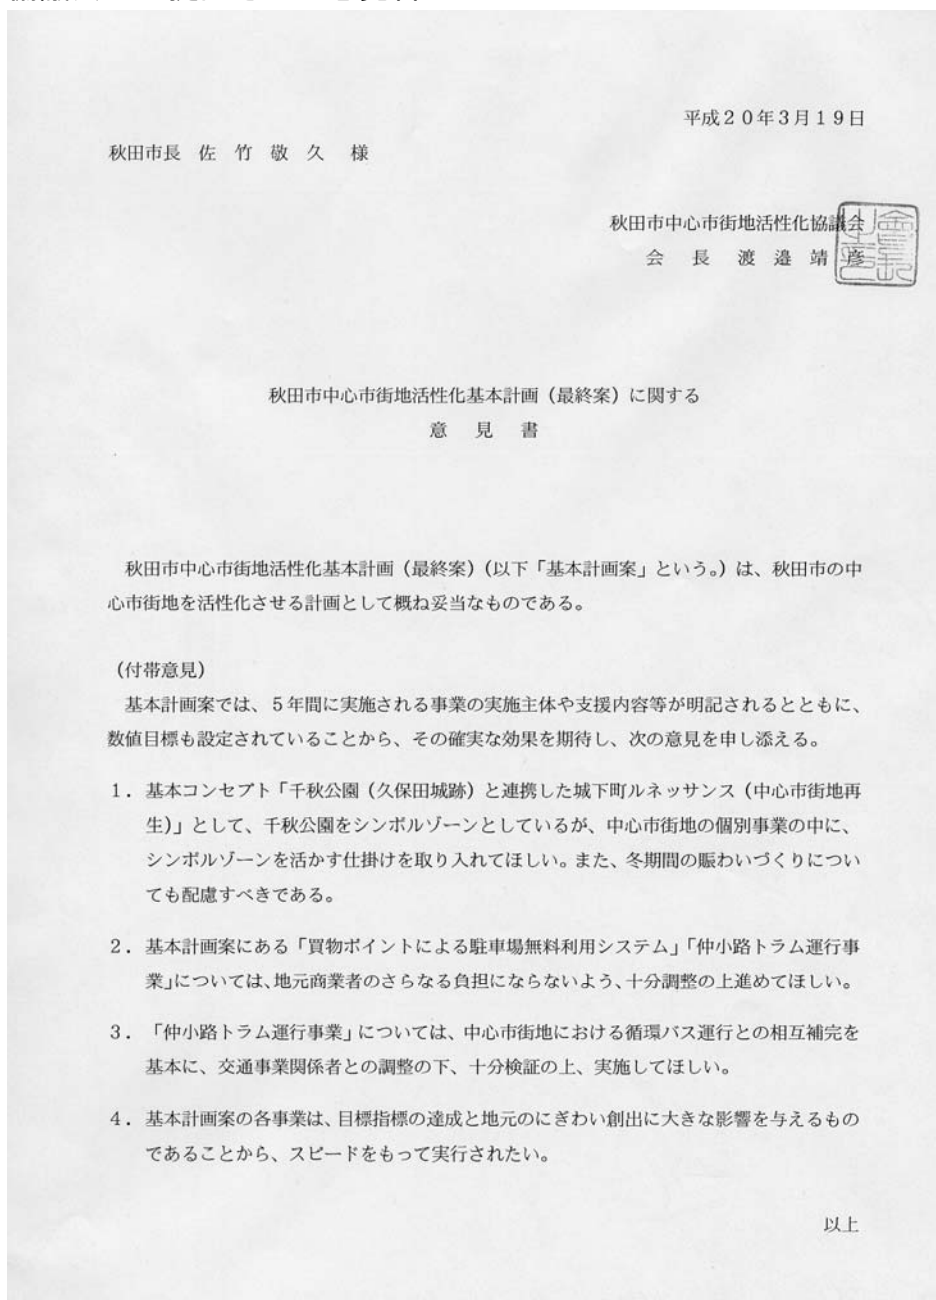 平成２０年３月１９日
秋田市長　佐　竹　敬　久　様
秋田市中心市街地活性化協議会
会　長　渡　邉　靖　彦
秋田市中心市街地活性化基本計画（最終案）に関する
意　見　書
秋田市中心市街地活性化基本計画（最終案）（以下「基本計画案」という。）は、秋田市の中
心市街地を活性化させる計画として概ね妥当なものである。
（付帯意見）
基本計画案では、５年間に実施される事業の実施主体や支援内容等が明記されるとともに、
数値目標も設定されていることから、その確実な効果を期待し、次の意見を申し添える。
１．基本コンセプト「千秋公園（久保田城跡）と連携した城下町ルネッサンス（中心市街地再
生）」として、千秋公園をシンボルゾーンとしているが、中心市街地の個別事業の中に、
シンボルゾーンを活かす仕掛けを取り入れてほしい。また、冬期間の賑わいづくりについ
ても配慮すべきである。
２．基本計画案にある「買物ポイントによる駐車場無料利用システム」「仲小路トラム運行事
業」については、地元商業者のさらなる負担にならないよう、十分調整の上進めてほしい。
３．「仲小路トラム運行事業」については、中心市街地における循環バス運行との相互補完を
基本に、交通事業関係者との調整の下、十分検証の上、実施してほしい。
４．基本計画案の各事業は、目標指標の達成と地元のにぎわい創出に大きな影響を与えるもの
であることから、スピードをもって実行されたい。
以上